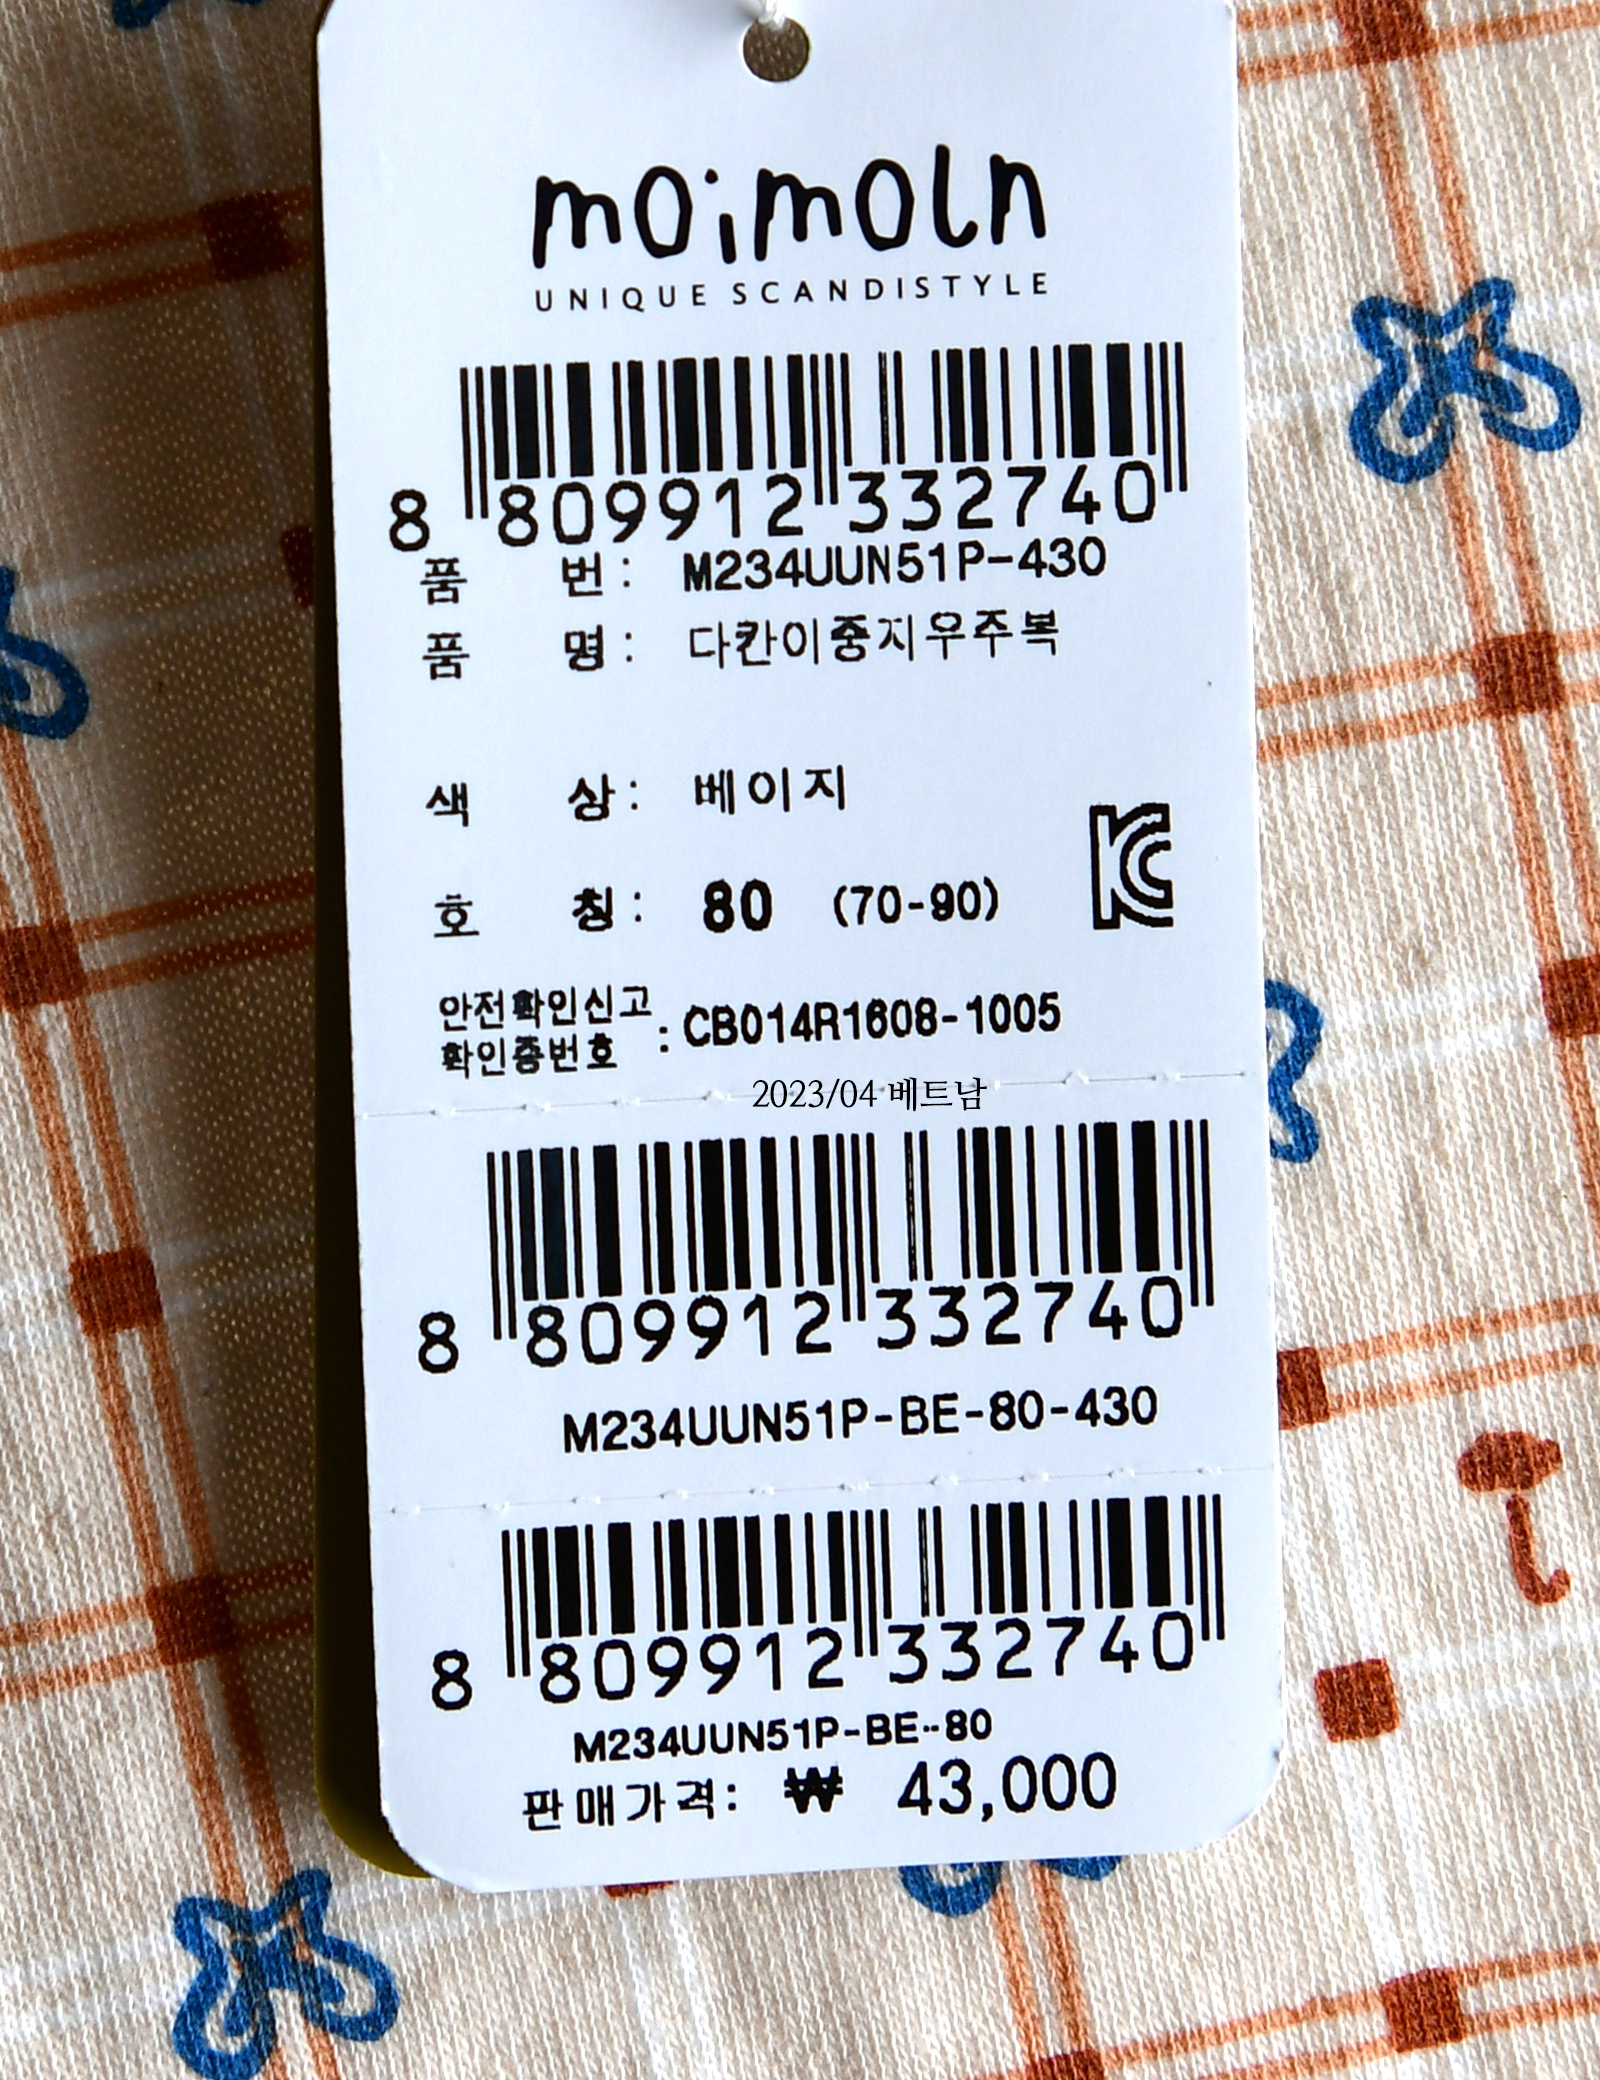 moimoln
UNIQUE SCANDISTYLE
8 809912 332740
품 번: M234UUN51P-430
품 명: 다칸이중지우주복
색 상: 베이지
호 칭: 80 (70-90)
안전확인신고
확인증번호 : CB014R1608-1005
2023/04 베트남
8 809912 332740
M234UUN51P-BE-80-430
8 809912 332740
M234UUN51P-BE-80
판매가격: ₩ 43,000